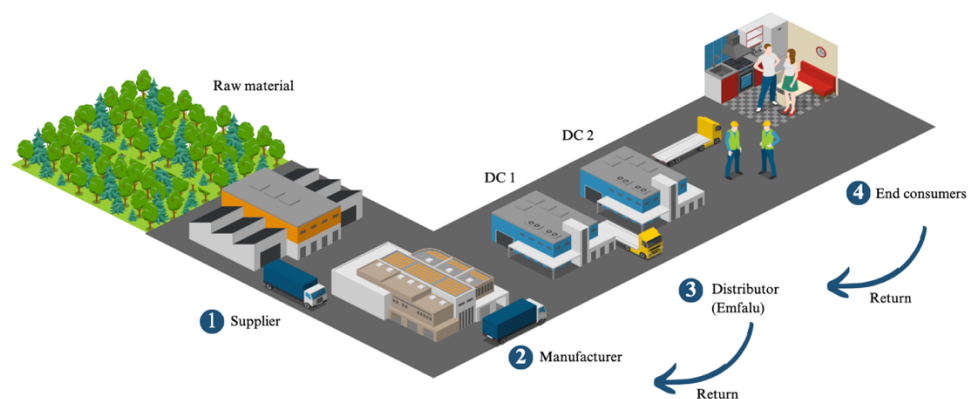 Raw material
DC 2
DC 1
4 End consumers
1 Supplier
3 Distributor
(Emfalu)
Return
2 Manufacturer
Return